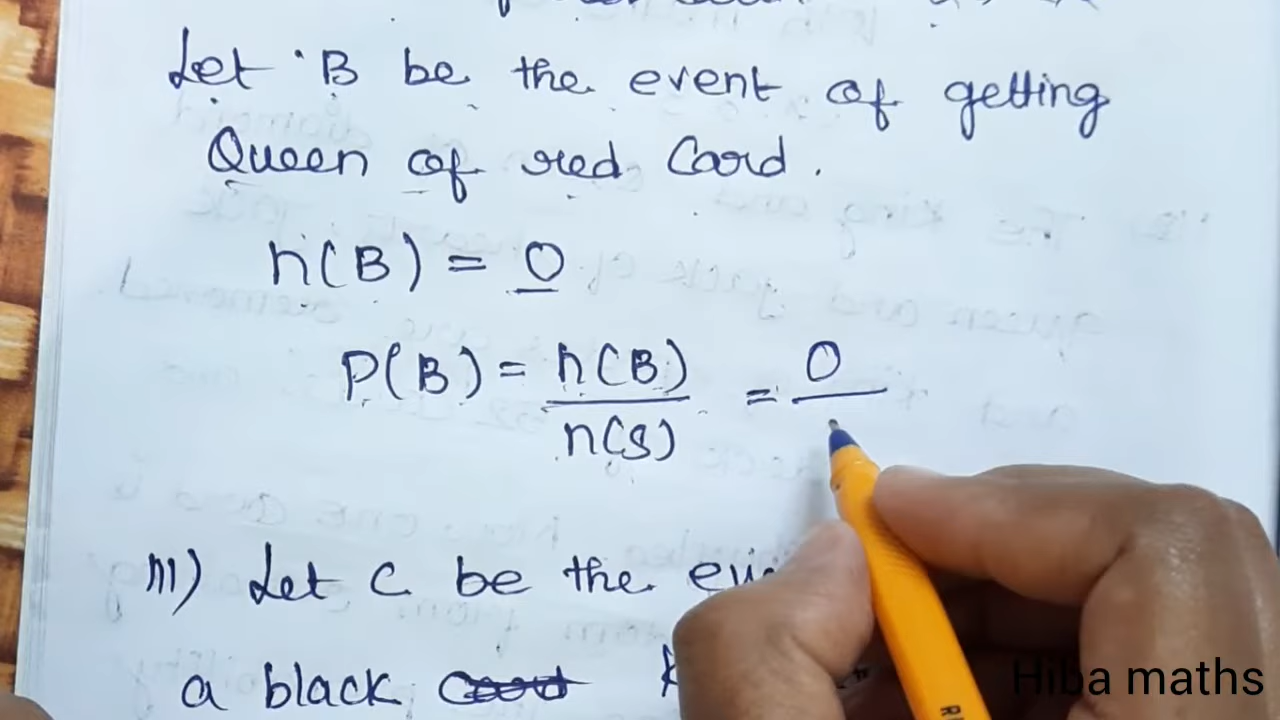 Let B be the event of getting
Queen of red Card.
n(B) = 0
P(B) = n(B) / n(S) = 0
III) Let C be the
a black
Hiba maths